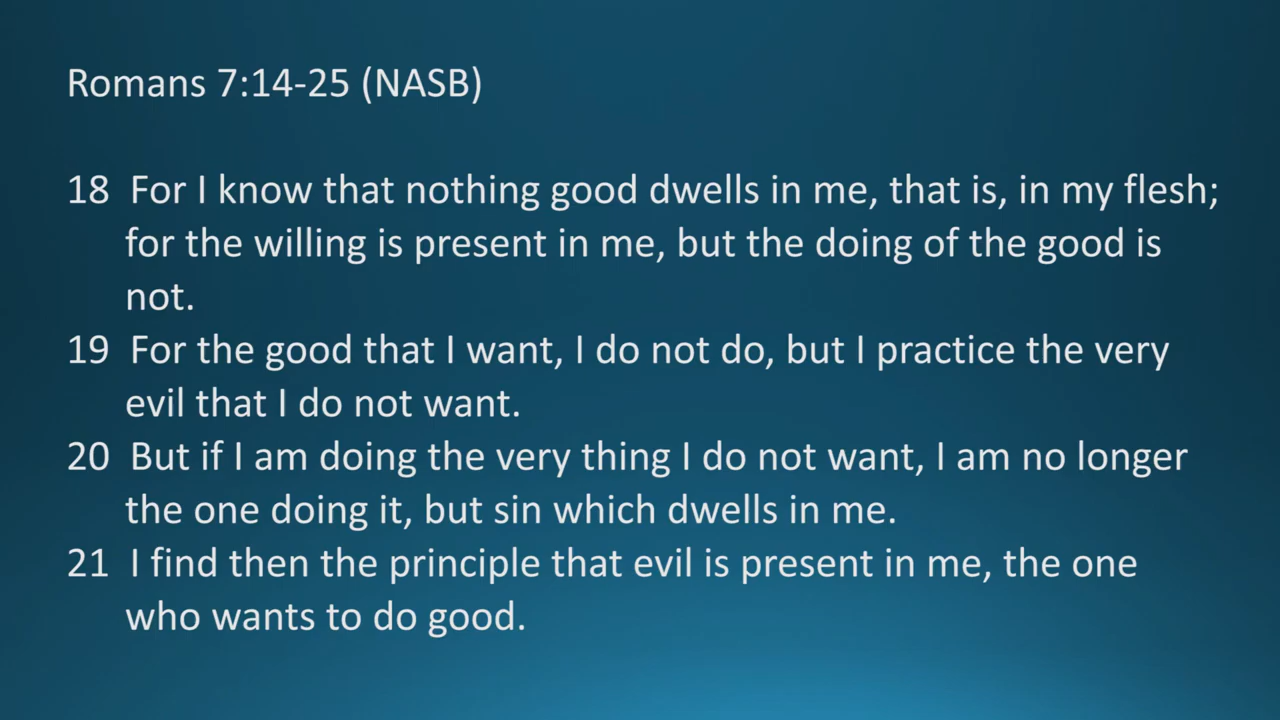 Romans 7:14-25 (NASB)
18 For I know that nothing good dwells in me, that is, in my flesh;
for the willing is present in me, but the doing of the good is
not.
19 For the good that I want, I do not do, but I practice the very
evil that I do not want.
20 But if I am doing the very thing I do not want, I am no longer
the one doing it, but sin which dwells in me.
21 I find then the principle that evil is present in me, the one
who wants to do good.